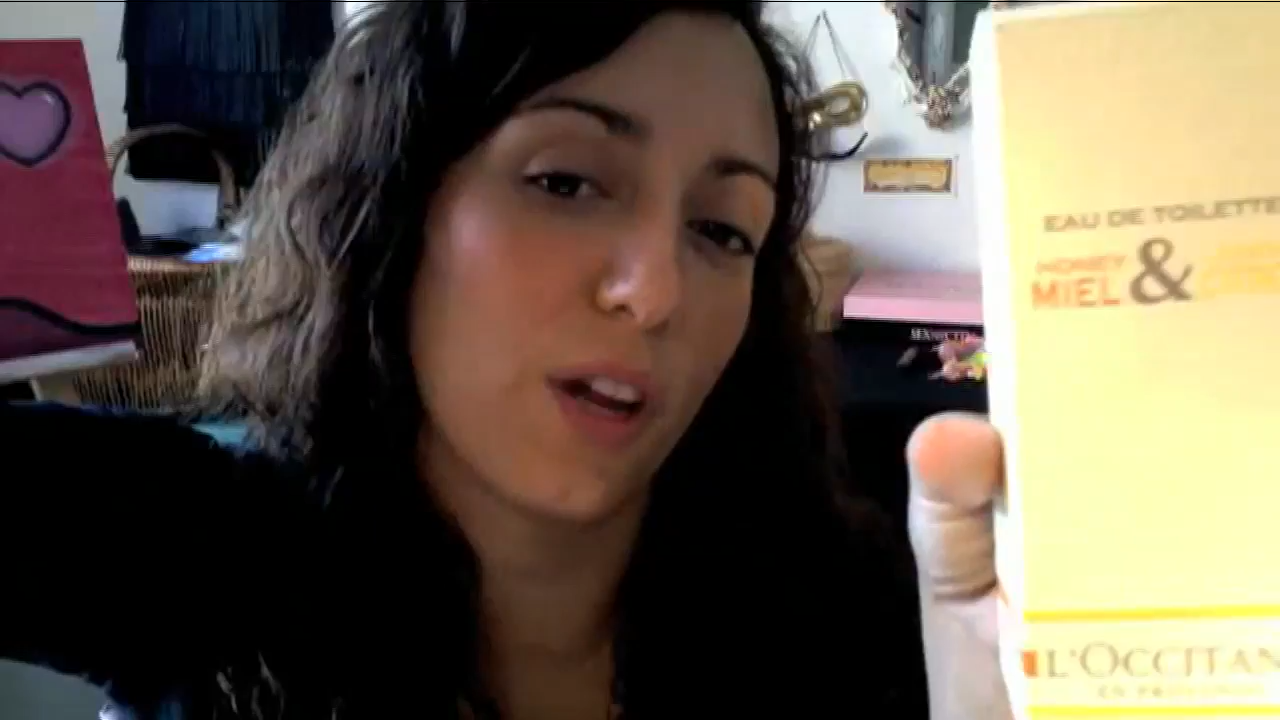 EAU DE TOILETTE
HONEY
MIEL &
L'OCCITAN
EN PROVENCE